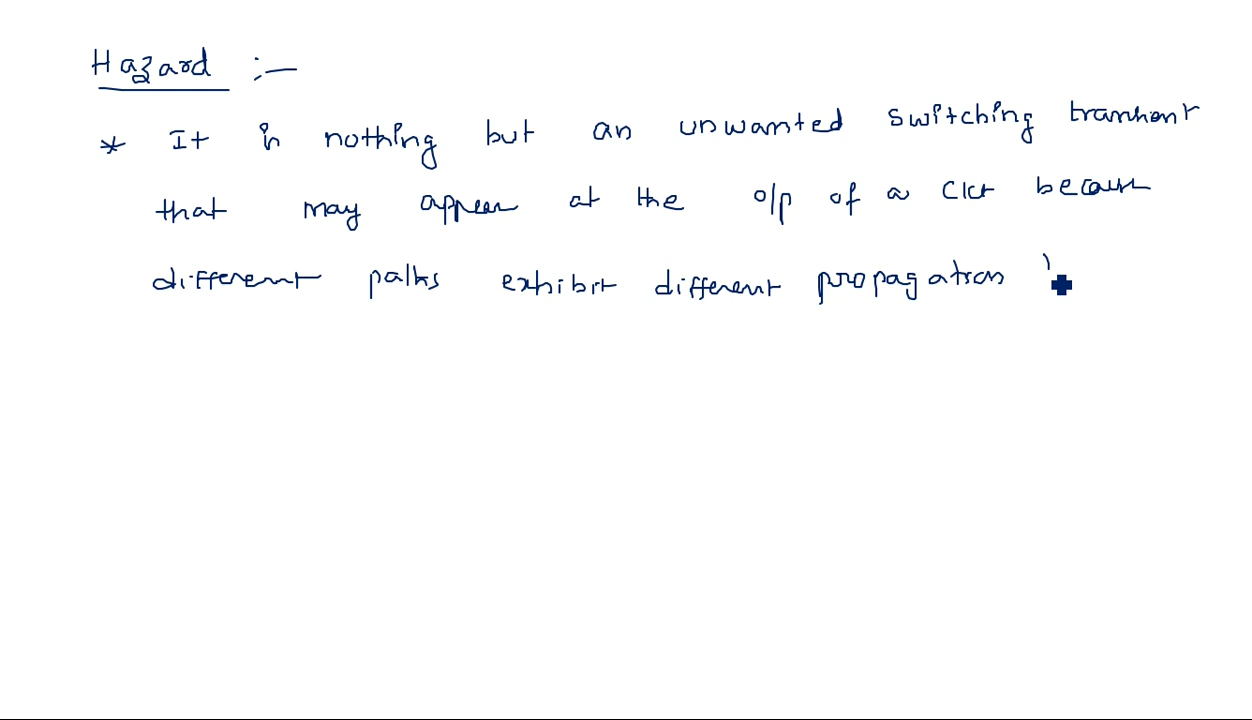 Hazard :-
* It is nothing but an unwanted switching transient
that may appear at the o/p of a ckt because
different paths exhibit different propagation